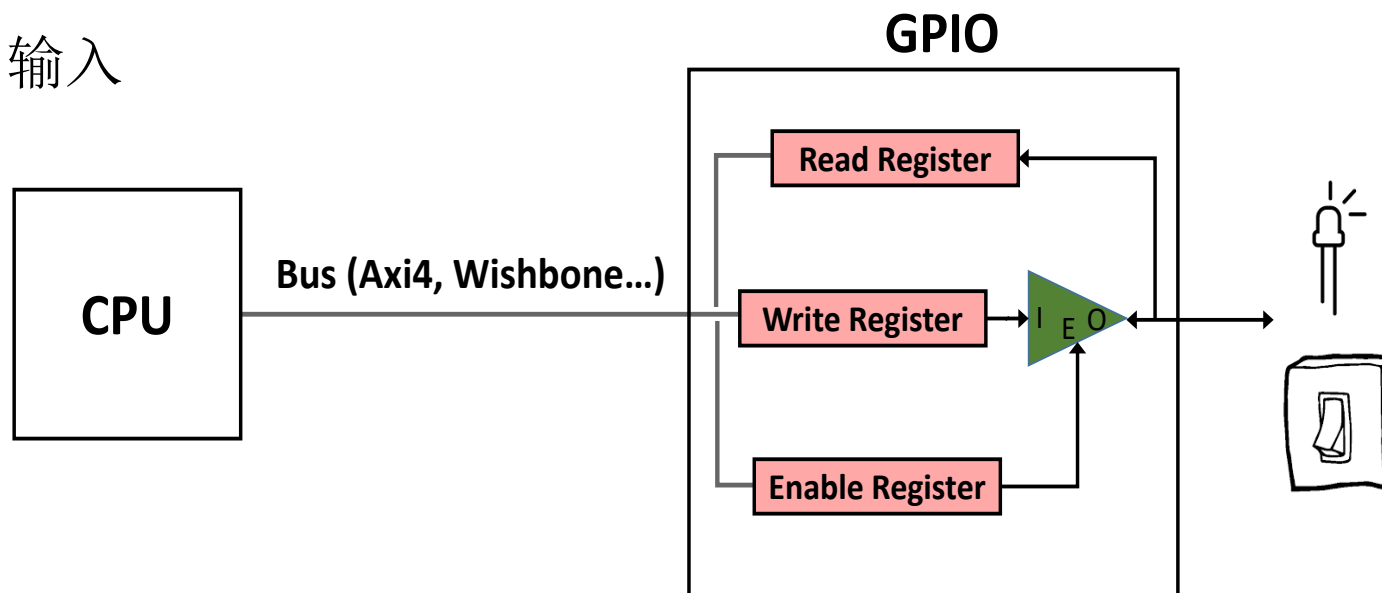 输入
GPIO
Read Register
CPU
Bus (Axi4, Wishbone...)
Write Register
I E O
Enable Register